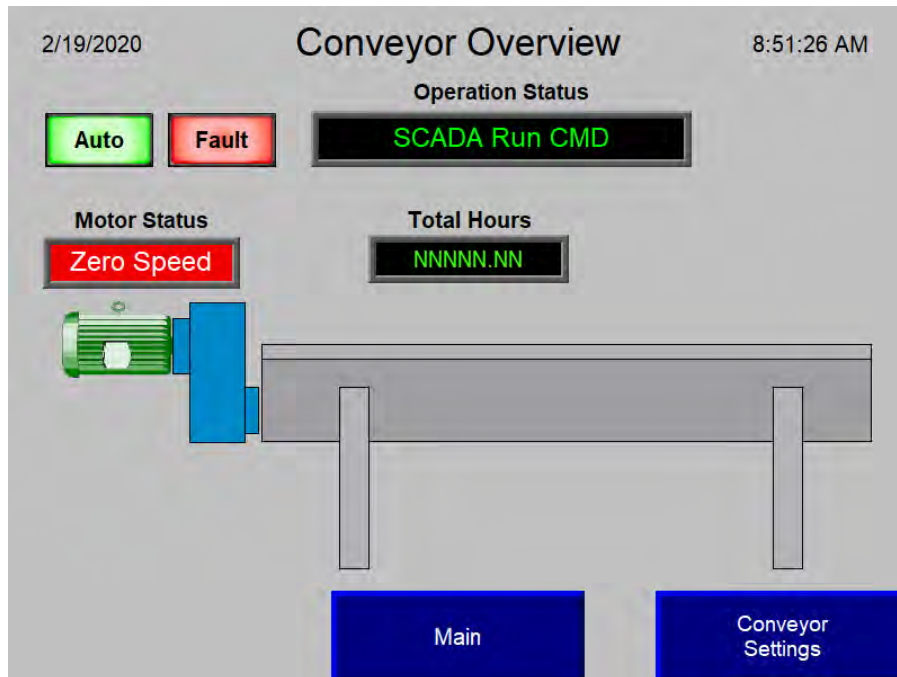 2/19/2020
Conveyor Overview
8:51:26 AM
Operation Status
Auto
Fault
SCADA Run CMD
Motor Status
Total Hours
Zero Speed
NNNNN.NN
Main
Conveyor
Settings